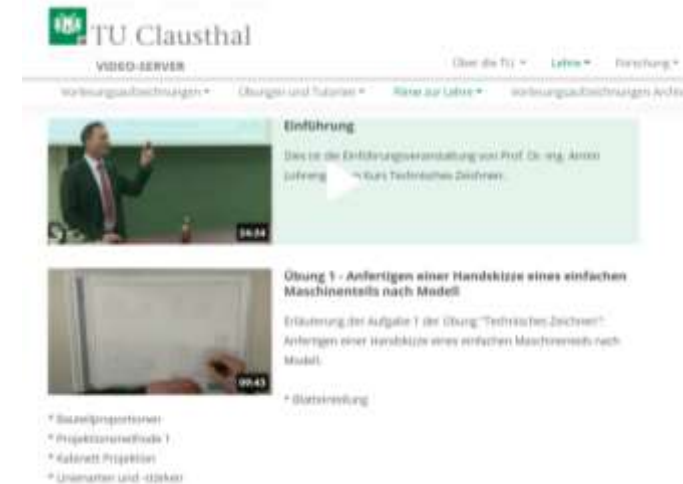 TU Clausthal
VIDEO-SERVER
Über die TU Lehre Forschung
Vorlesungsaufzeichnungen Übungen und Tutorien Filme zur Lehre Vorlesungsaufzeichnungen Archiv
Einführung
Dies ist die Einführungsveranstaltung von Prof. Dr.-Ing. Armin
Lohrengel Kurs Technisches Zeichnen.
34:34
Übung 1 - Anfertigen einer Handskizze eines einfachen
Maschinenteils nach Modell
Erläuterung der Aufgabe 1 der Übung "Technisches Zeichnen":
Anfertigen einer Handskizze eines einfachen Maschinenteils nach
Modell.
09:43
* Blatteinteilung
* Bauteilproportionen
* Projektionsmethode 1
* Kabinett Projektion
* Linienarten und -stärken